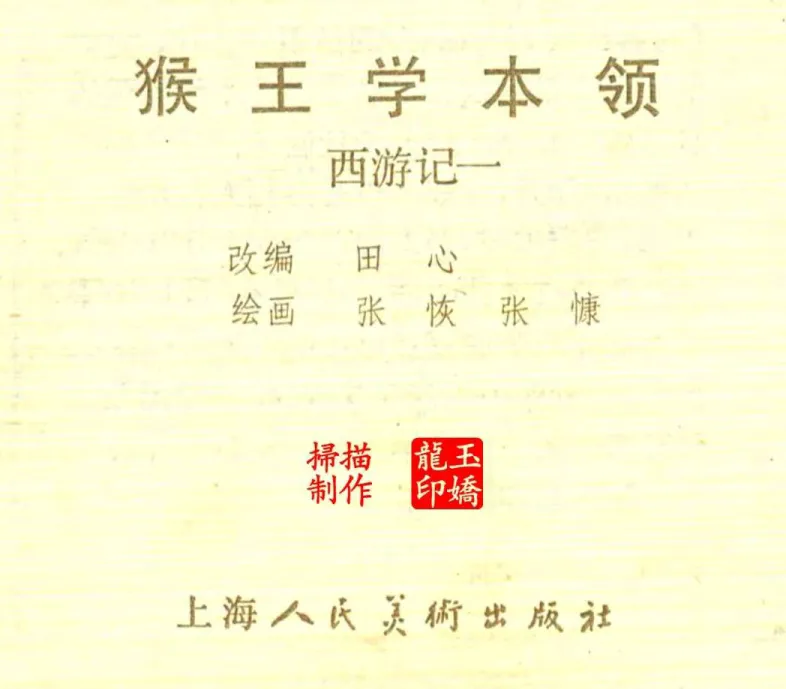 猴王学本领
西游记一
改编 田心
绘画 张恢 张慷
掃描 制作
玉嬌龍印
上海人民美術出版社